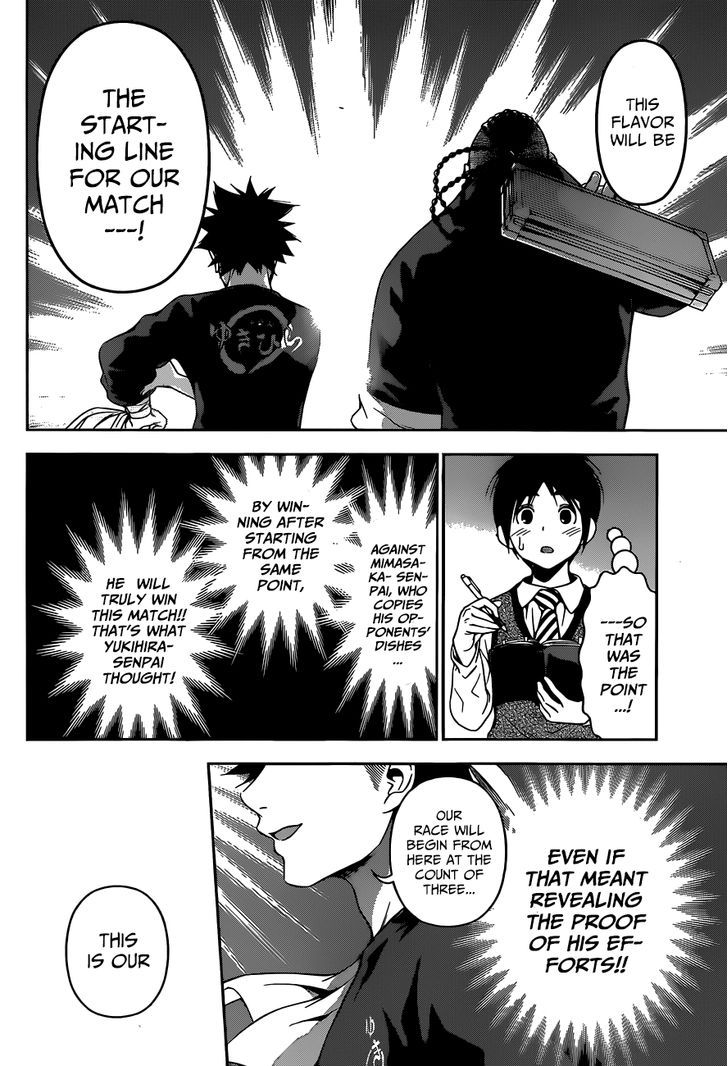 THIS
FLAVOR
WILL BE
THE
START-
ING LINE
FOR OUR
MATCH
---!
ゆきひら
---SO
THAT WAS
THE
POINT
...!
AGAINST
MIMASA-
KA- SEN-
PAI, WHO
COPIES
HIS OP-
PONENTS'
DISHES
...
BY WIN-
NING AFTER
STARTING
FROM THE
SAME
POINT,
HE WILL
TRULY WIN
THIS MATCH!!
THAT'S WHAT
YUKIHIRA-
SENPAI
THOUGHT!
EVEN IF
THAT MEANT
REVEALING
THE PROOF
OF HIS EF-
FORTS!!
OUR
RACE WILL
BEGIN FROM
HERE AT THE
COUNT OF
THREE...
ゆき
THIS
IS OUR